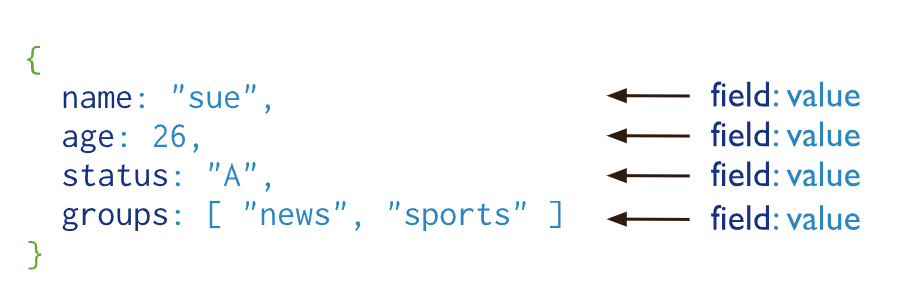 {
name: "sue", field: value
age: 26, field: value
status: "A", field: value
groups: [ "news", "sports" ] field: value
}